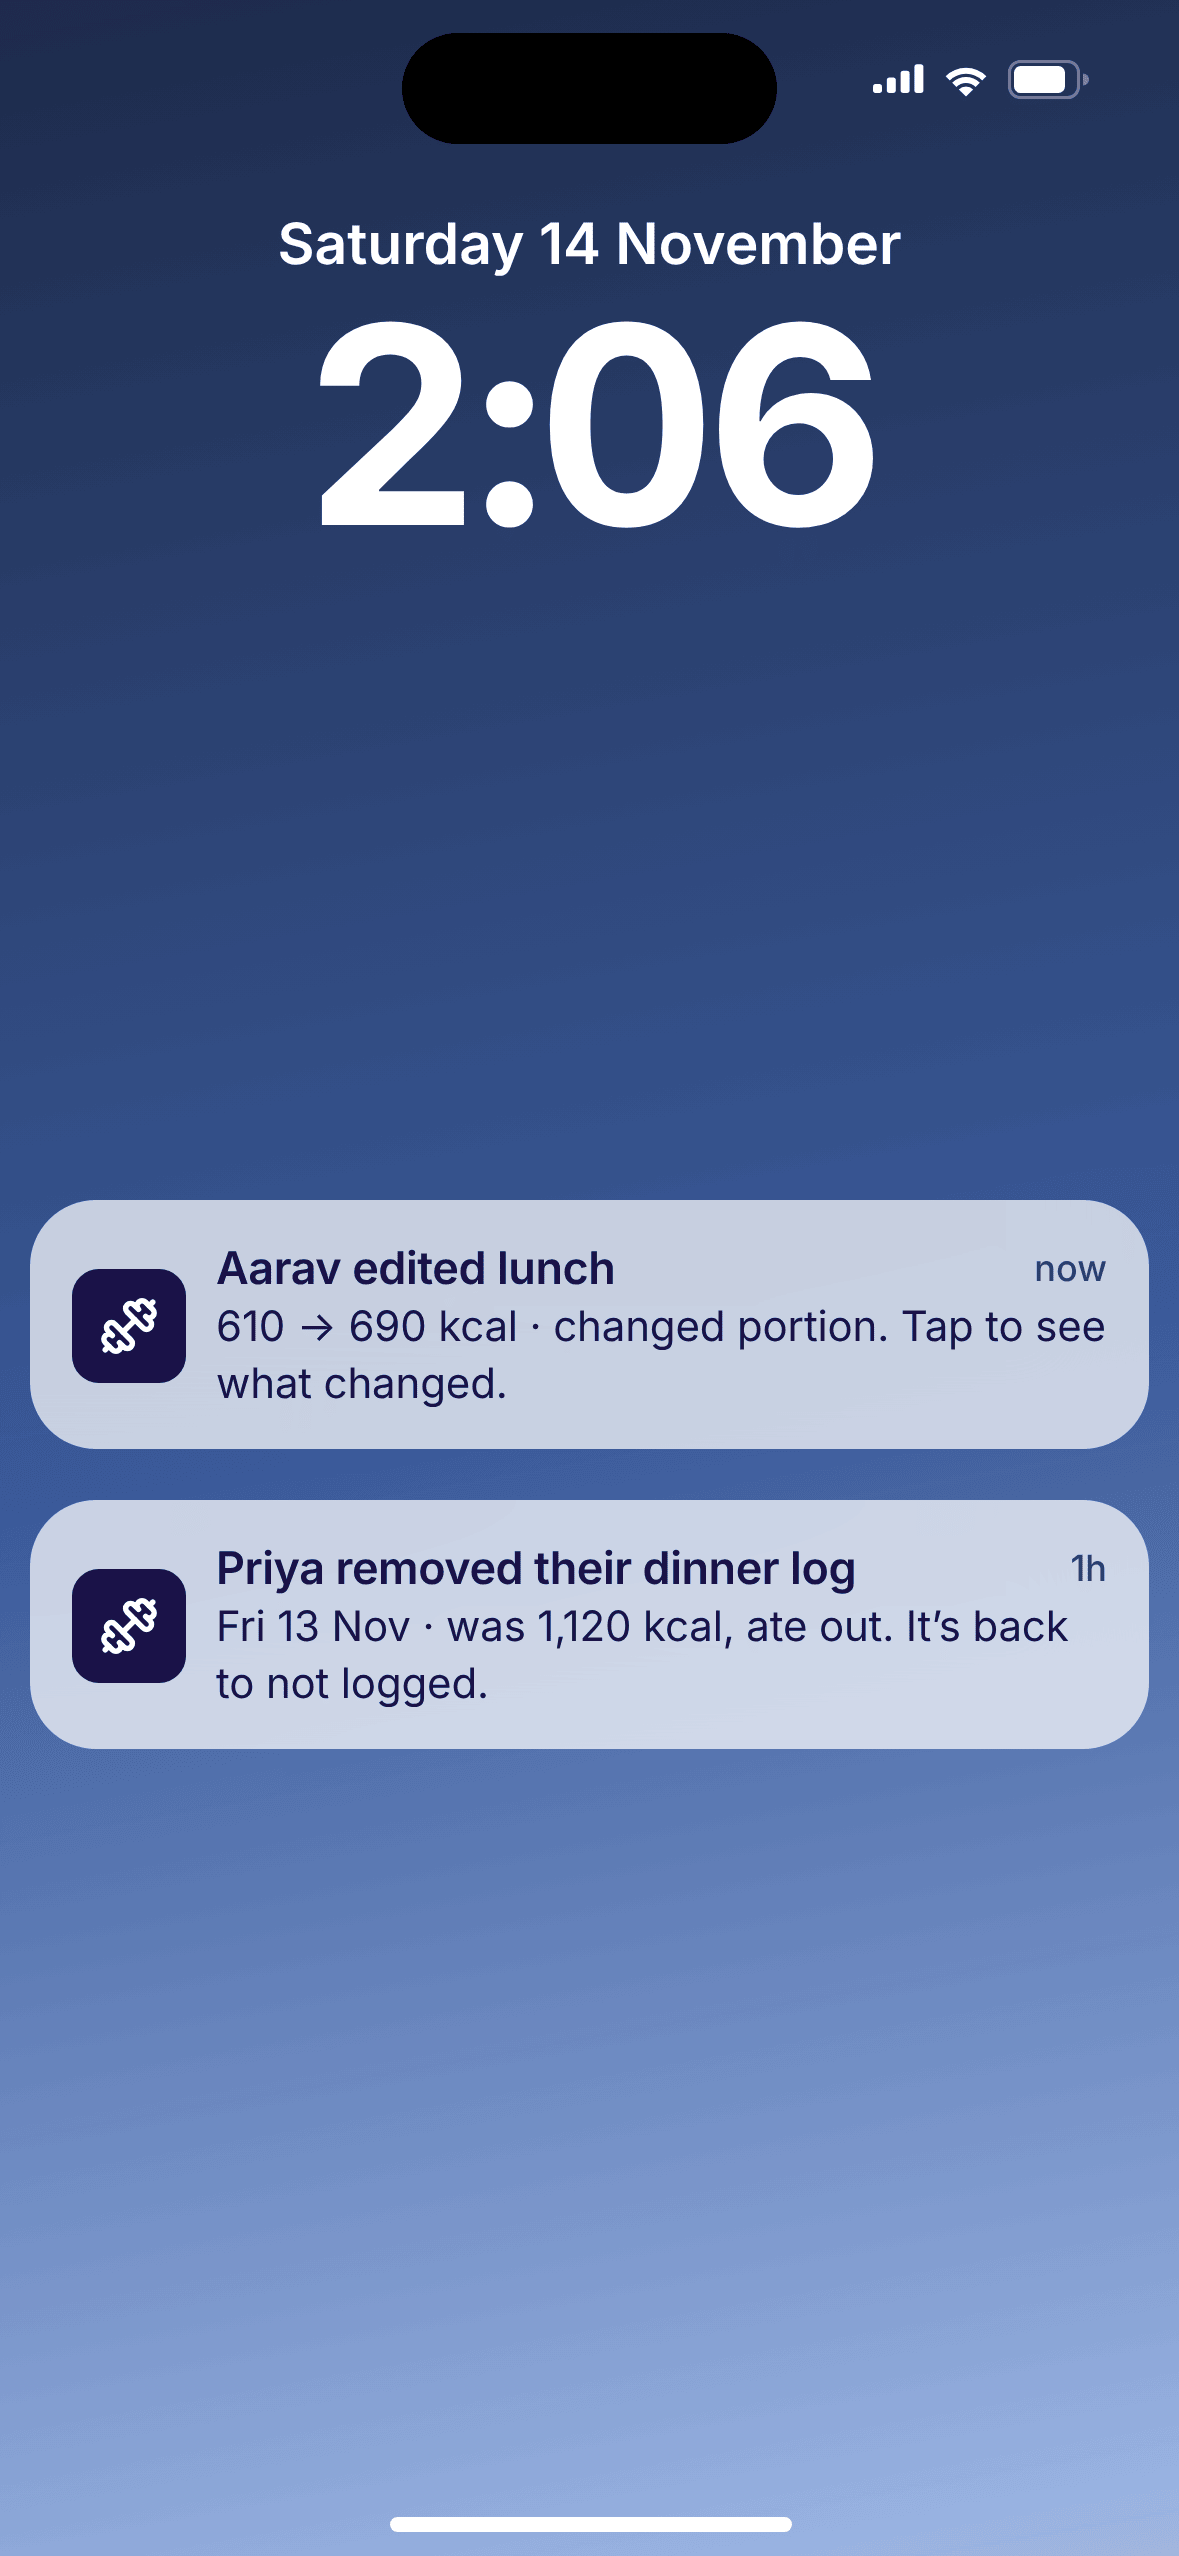 Saturday 14 November
2:06
Aarav edited lunch
now
610 → 690 kcal · changed portion. Tap to see
what changed.
Priya removed their dinner log
1h
Fri 13 Nov · was 1,120 kcal, ate out. It’s back
to not logged.